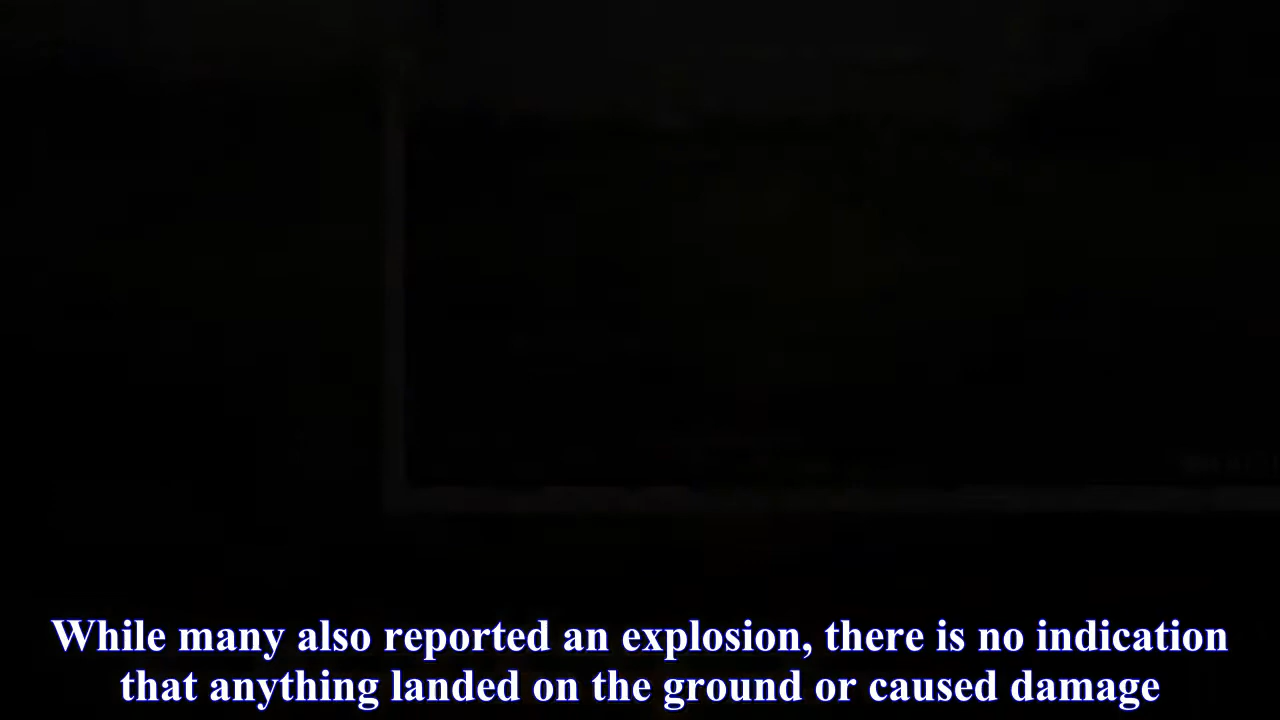 While many also reported an explosion, there is no indication
that anything landed on the ground or caused damage